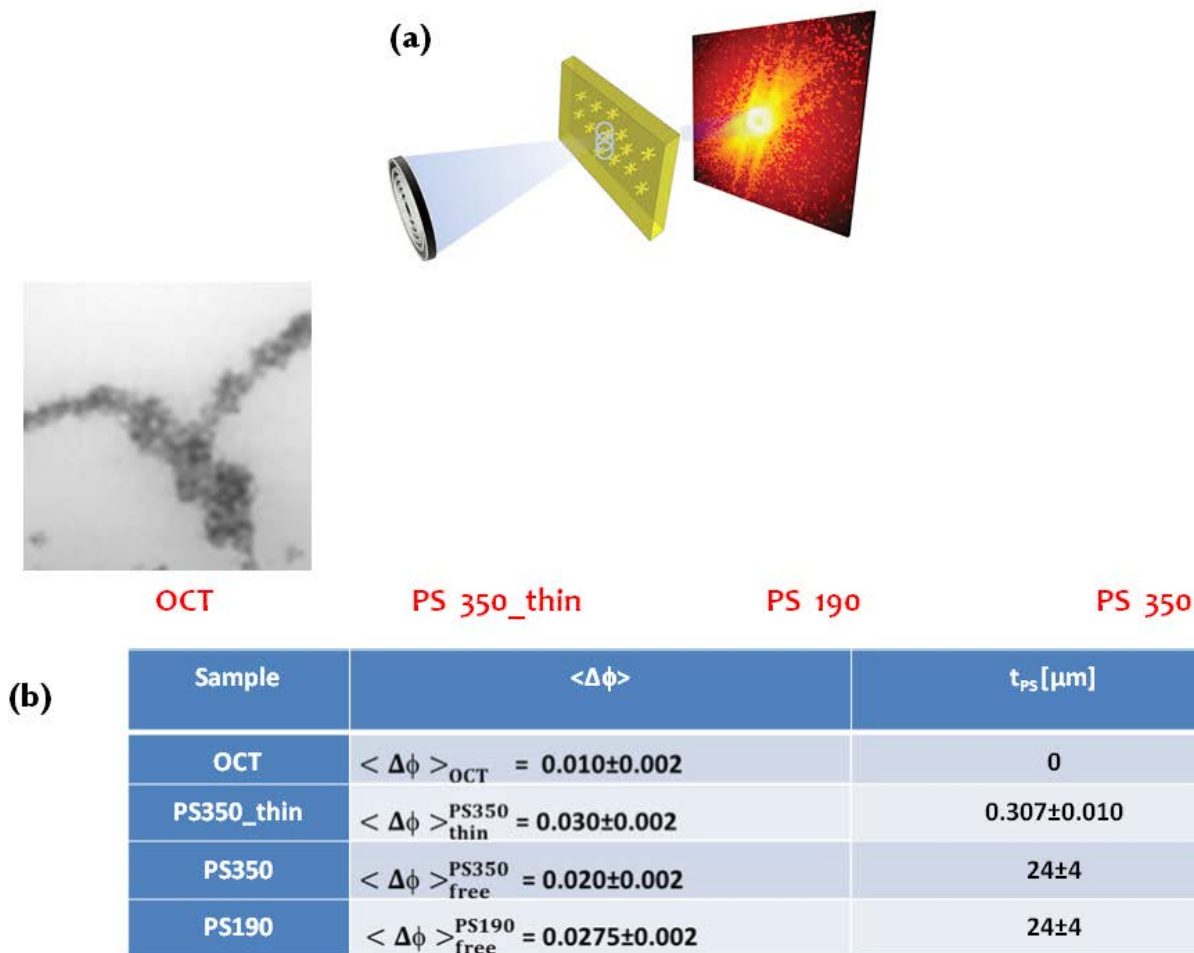 (a)
OCT PS 350_thin PS 190 PS 350
(b)
Sample <Δϕ> t_PS[µm]
OCT < Δϕ >_OCT = 0.010±0.002 0
PS350_thin < Δϕ >^PS350_thin = 0.030±0.002 0.307±0.010
PS350 < Δϕ >^PS350_free = 0.020±0.002 24±4
PS190 < Δϕ >^PS190_free = 0.0275±0.002 24±4